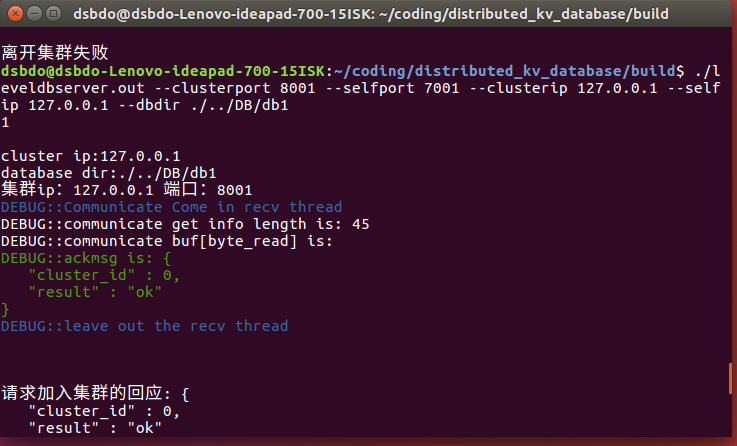 dsbdo@dsbdo-Lenovo-ideapad-700-15ISK: ~/coding/distributed_kv_database/build
离开集群失败
dsbdo@dsbdo-Lenovo-ideapad-700-15ISK:~/coding/distributed_kv_database/build$ ./l
eveldbserver.out --clusterport 8001 --selfport 7001 --clusterip 127.0.0.1 --self
ip 127.0.0.1 --dbdir ./../DB/db1
1
cluster ip:127.0.0.1
database dir:./../DB/db1
集群ip: 127.0.0.1 端口: 8001
DEBUG::Communicate Come in recv thread
DEBUG::communicate get info length is: 45
DEBUG::communicate buf[byte_read] is:
DEBUG::ackmsg is: {
   "cluster_id" : 0,
   "result" : "ok"
}
DEBUG::leave out the recv thread
请求加入集群的回应: {
   "cluster_id" : 0,
   "result" : "ok"